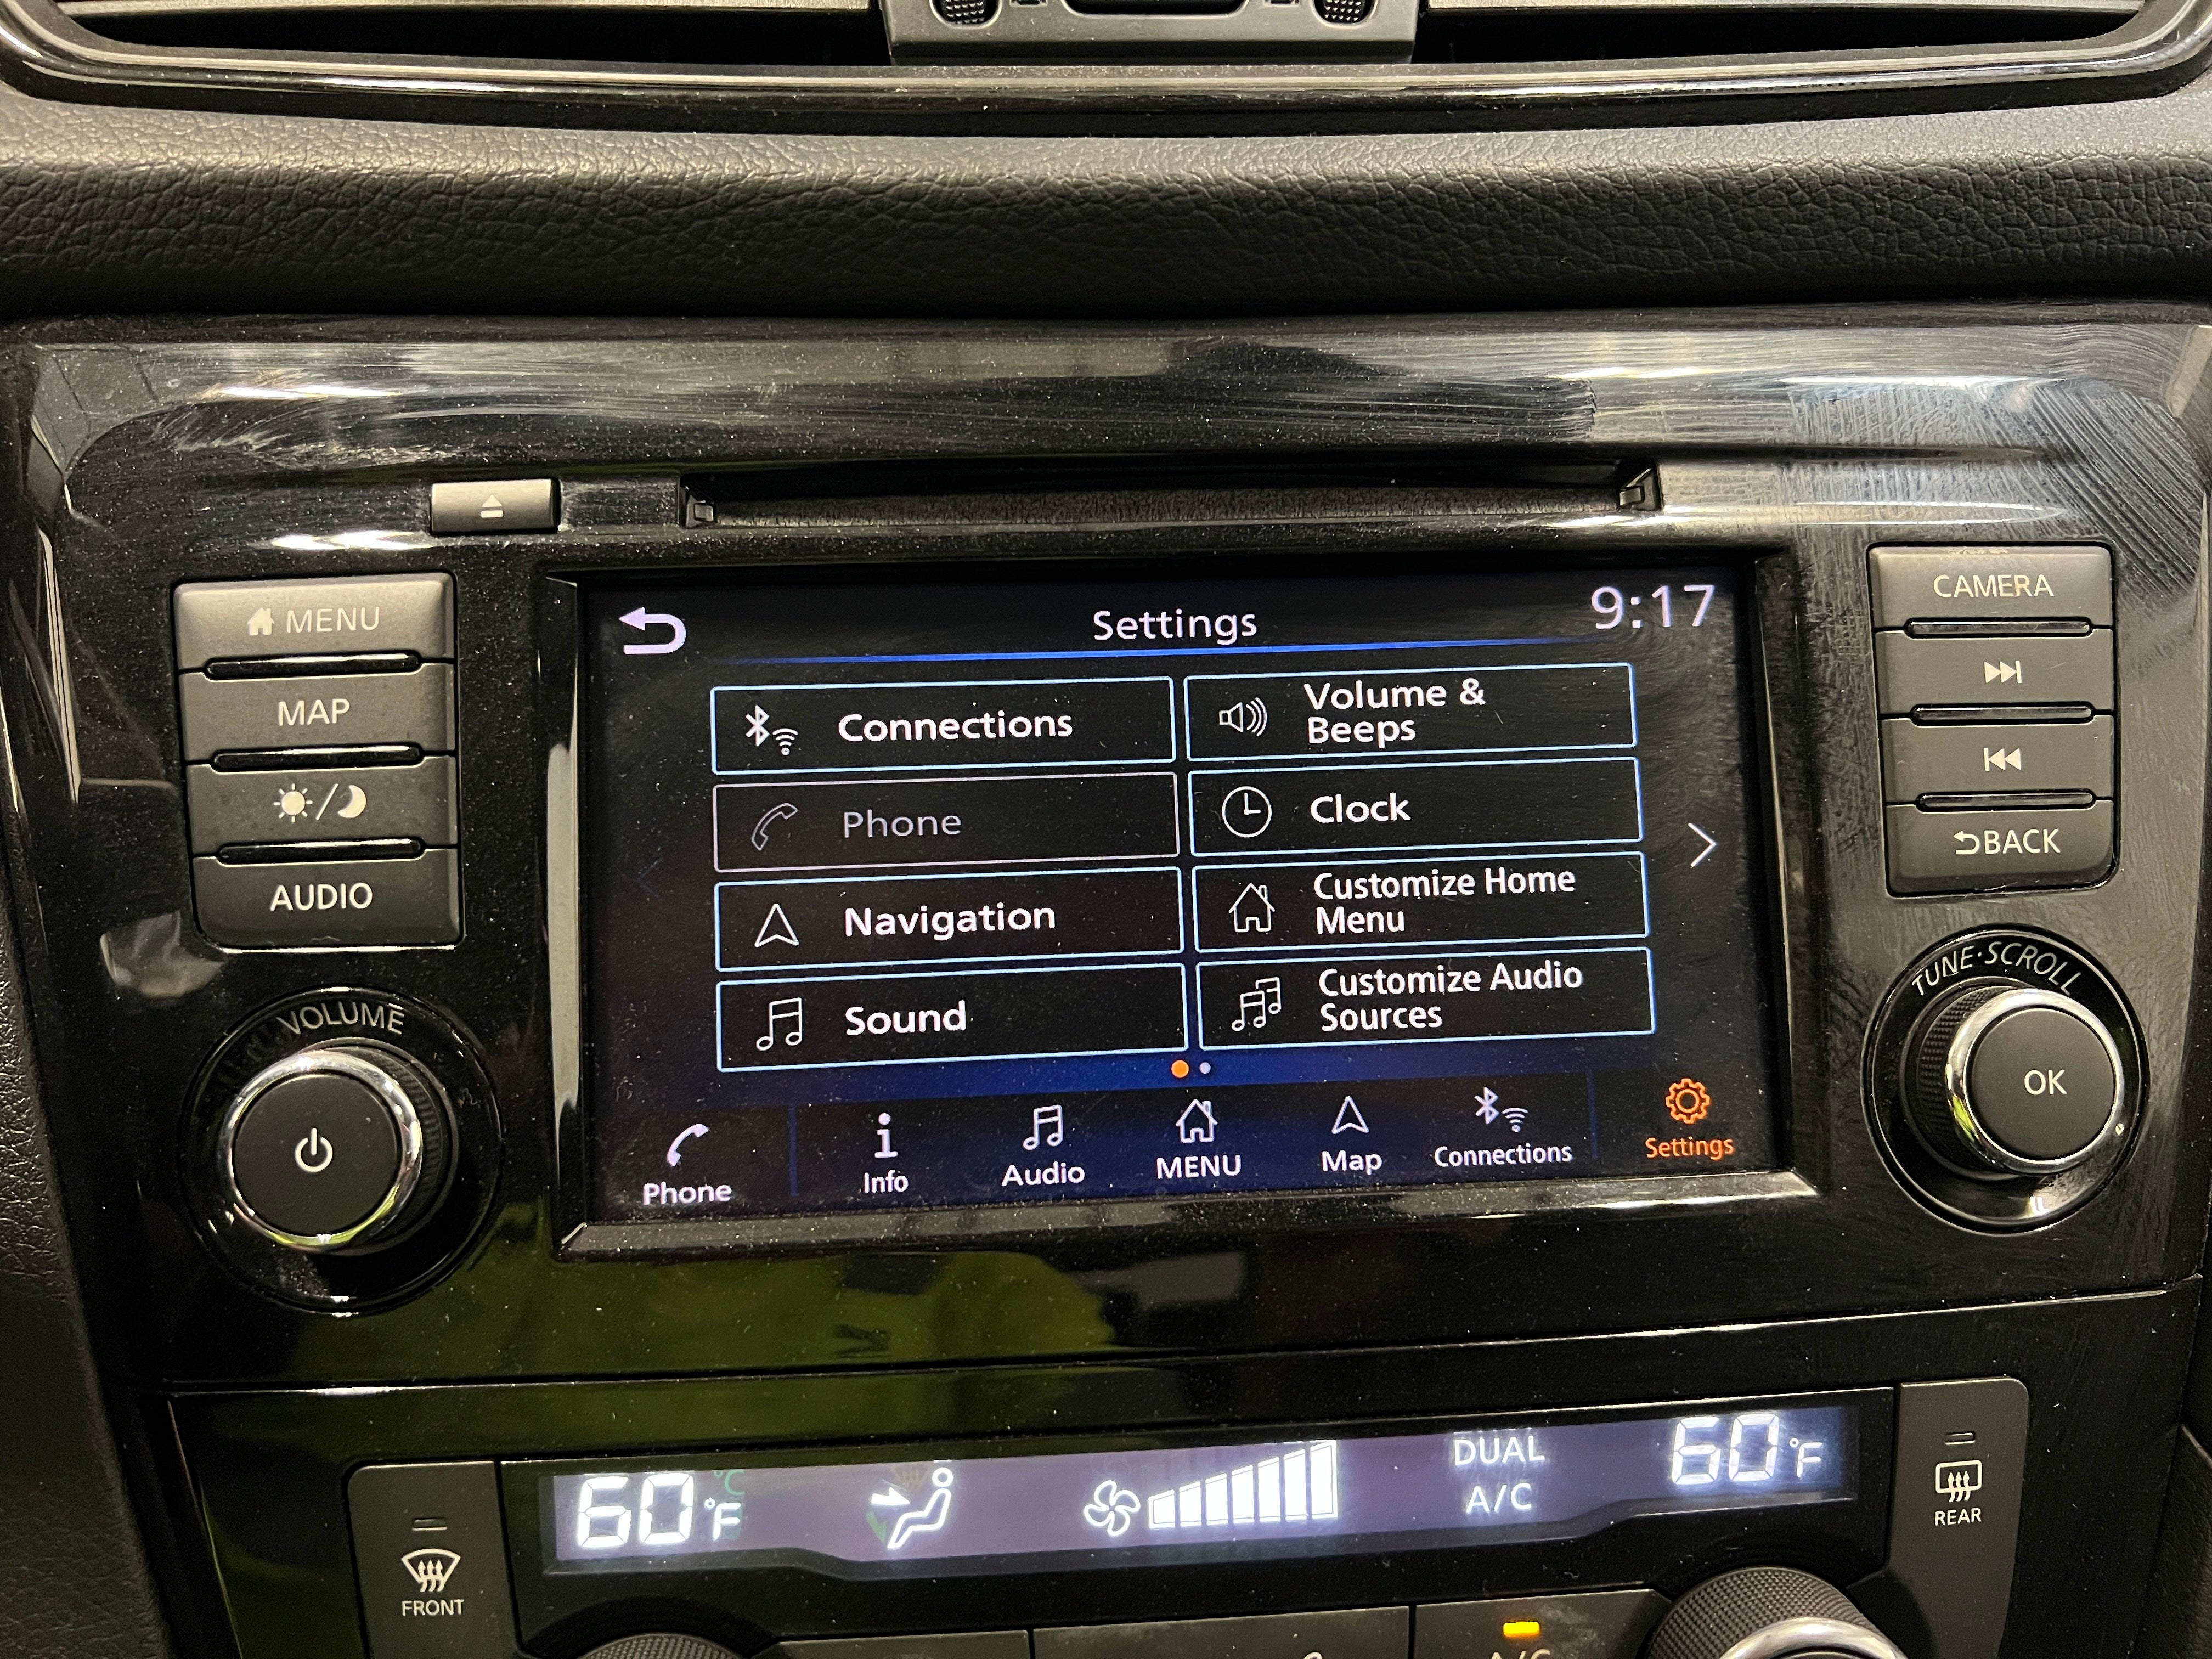 MENU
MAP
AUDIO
VOLUME
Settings
9:17
Connections
Volume &
Beeps
Phone
Clock
Navigation
Customize Home
Menu
Sound
Customize Audio
Sources
Phone
Info
Audio
MENU
Map
Connections
Settings
CAMERA
BACK
TUNE·SCROLL
OK
60°F
DUAL
A/C
60°F
FRONT
REAR
A/C